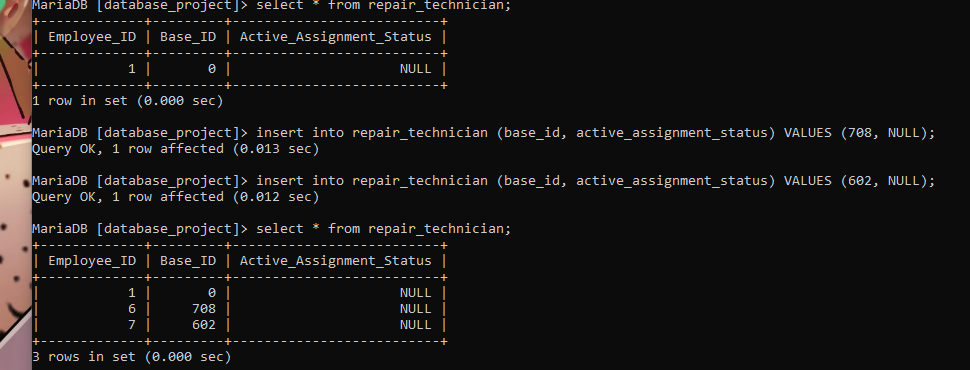 MariaDB [database_project]> select * from repair_technician;
+-------------+---------+--------------------------+
| Employee_ID | Base_ID | Active_Assignment_Status |
+-------------+---------+--------------------------+
|           1 |       0 |                     NULL |
+-------------+---------+--------------------------+
1 row in set (0.000 sec)
MariaDB [database_project]> insert into repair_technician (base_id, active_assignment_status) VALUES (708, NULL);
Query OK, 1 row affected (0.013 sec)
MariaDB [database_project]> insert into repair_technician (base_id, active_assignment_status) VALUES (602, NULL);
Query OK, 1 row affected (0.012 sec)
MariaDB [database_project]> select * from repair_technician;
+-------------+---------+--------------------------+
| Employee_ID | Base_ID | Active_Assignment_Status |
+-------------+---------+--------------------------+
|           1 |       0 |                     NULL |
|           6 |     708 |                     NULL |
|           7 |     602 |                     NULL |
+-------------+---------+--------------------------+
3 rows in set (0.000 sec)